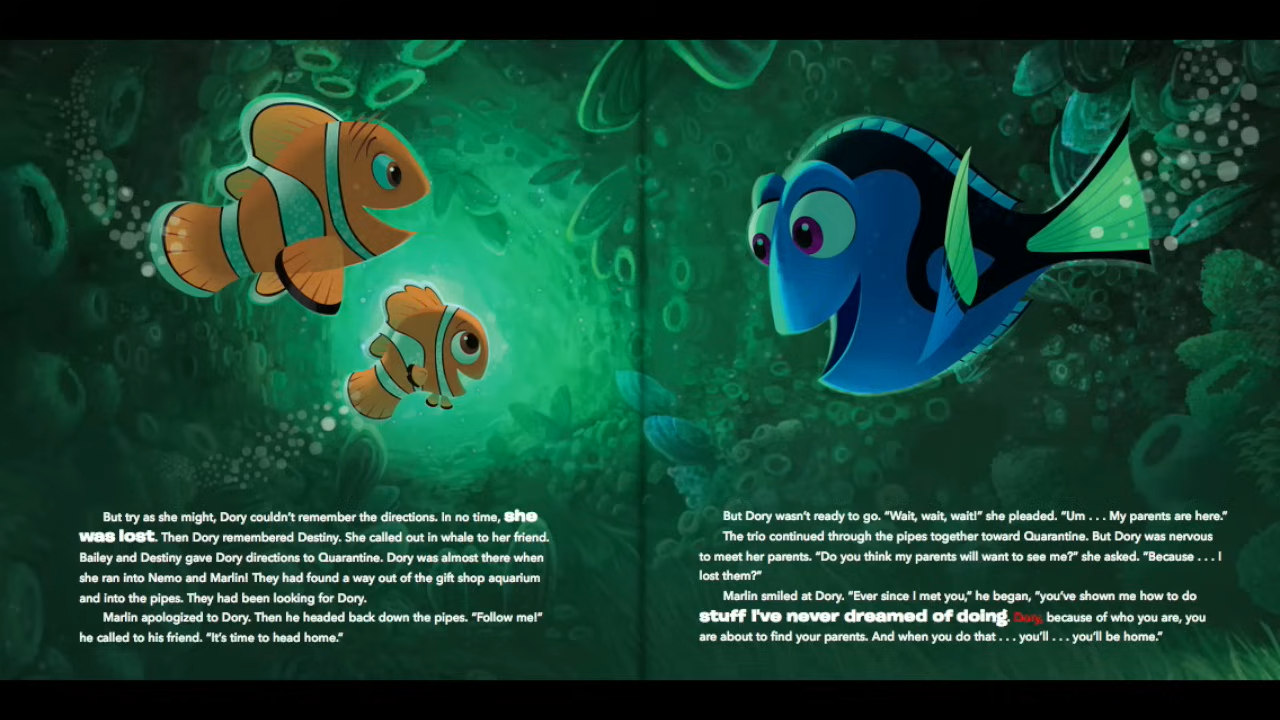 But try as she might, Dory couldn't remember the directions. In no time, she
was lost. Then Dory remembered Destiny. She called out in whale to her friend.
Bailey and Destiny gave Dory directions to Quarantine. Dory was almost there when
she ran into Nemo and Marlin! They had found a way out of the gift shop aquarium
and into the pipes. They had been looking for Dory.
Marlin apologized to Dory. Then he headed back down the pipes. "Follow me!"
he called to his friend. "It's time to head home."
But Dory wasn't ready to go. "Wait, wait, wait!" she pleaded. "Um . . . My parents are here."
The trio continued through the pipes together toward Quarantine. But Dory was nervous
to meet her parents. "Do you think my parents will want to see me?" she asked. "Because . . . I
lost them?"
Marlin smiled at Dory. "Ever since I met you," he began, "you've shown me how to do
stuff I've never dreamed of doing. Dory, because of who you are, you
are about to find your parents. And when you do that . . . you'll . . . you'll be home."